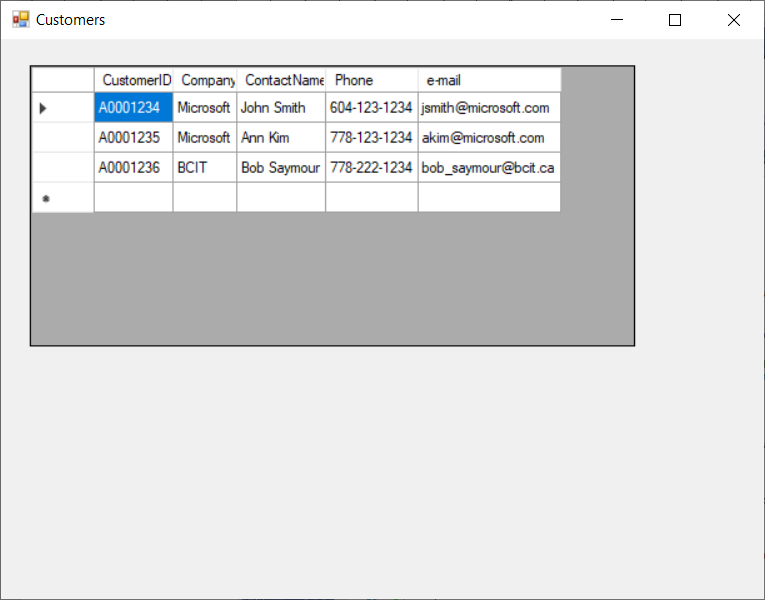 Customers
CustomerID Company ContactName Phone e-mail
A0001234 Microsoft John Smith 604-123-1234 jsmith@microsoft.com
A0001235 Microsoft Ann Kim 778-123-1234 akim@microsoft.com
A0001236 BCIT Bob Saymour 778-222-1234 bob_saymour@bcit.ca